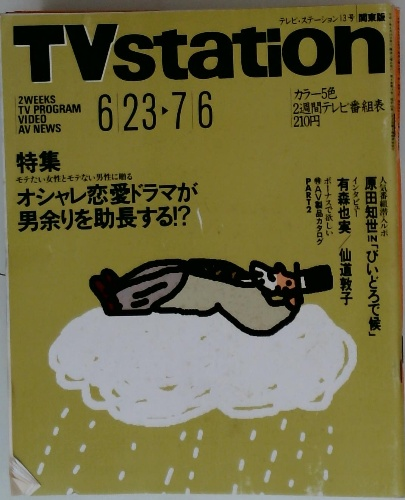 テレビ・ステーション13号 関東版
TVstation
2WEEKS
TV PROGRAM
VIDEO
AV NEWS
6 23▶7 6
カラー5色
2週間テレビ番組表
210円
特集
モテたい女性とモテない男性に贈る
オシャレ恋愛ドラマが
男余りを助長する!?
人気番組潜入ルポ
原田知世IN「びいどろで候」
インタビュー
有森也実/仙道敦子
ボーナスで欲しい
特AV製品カタログ
PART2